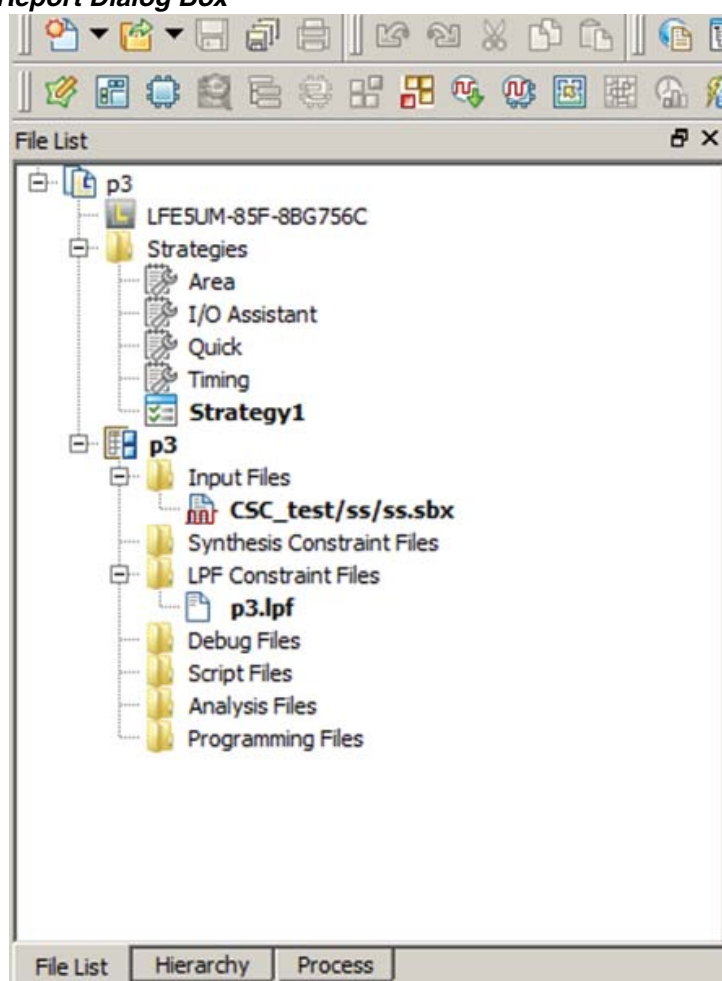 Report Dialog Box
File List
p3
LFE5UM-85F-8BG756C
Strategies
Area
I/O Assistant
Quick
Timing
Strategy1
p3
Input Files
CSC_test/ss/ss.sbx
Synthesis Constraint Files
LPF Constraint Files
p3.lpf
Debug Files
Script Files
Analysis Files
Programming Files
File List Hierarchy Process